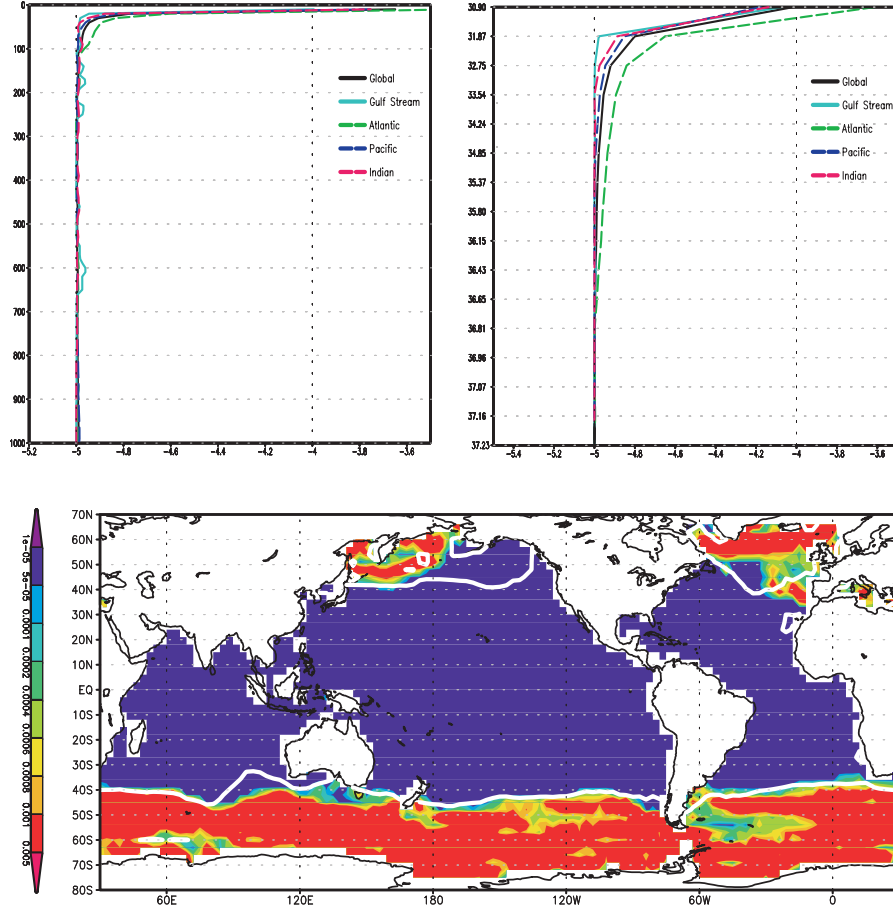 0
100
200
300
400
500
600
700
800
900
1000
-5.2 -5 -4.8 -4.6 -4.4 -4.2 -4 -3.8 -3.6
Global
Gulf Stream
Atlantic
Pacific
Indian
30.90
31.87
32.75
33.54
34.24
34.85
35.37
35.80
36.15
36.43
36.65
36.81
36.96
37.07
37.16
37.23
-5.4 -5.2 -5 -4.8 -4.6 -4.4 -4.2 -4 -3.8 -3.6
Global
Gulf Stream
Atlantic
Pacific
Indian
1e-05
5e-05
0.0001
0.0002
0.0004
0.0006
0.0008
0.001
0.005
70N
60N
50N
40N
30N
20N
10N
EQ
10S
20S
30S
40S
50S
60S
70S
80S
60E 120E 180 120W 60W 0